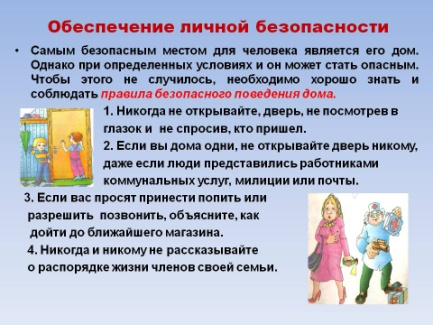 Обеспечение личной безопасности
• Самым безопасным местом для человека является его дом.
Однако при определенных условиях и он может стать опасным.
Чтобы этого не случилось, необходимо хорошо знать и
соблюдать правила безопасного поведения дома.
1. Никогда не открывайте, дверь, не посмотрев в
глазок и не спросив, кто пришел.
2. Если вы дома одни, не открывайте дверь никому,
даже если люди представились работниками
коммунальных услуг, милиции или почты.
3. Если вас просят принести попить или
разрешить позвонить, объясните, как
дойти до ближайшего магазина.
4. Никогда и никому не рассказывайте
о распорядке жизни членов своей семьи.